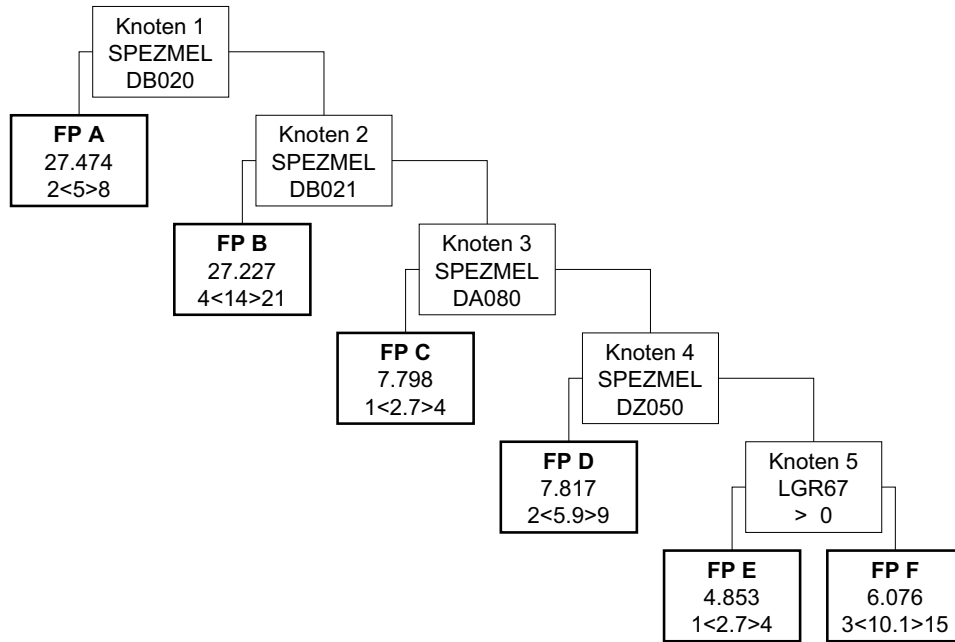 Knoten 1
SPEZMEL
DB020
FP A
27.474
2<5>8
Knoten 2
SPEZMEL
DB021
FP B
27.227
4<14>21
Knoten 3
SPEZMEL
DA080
FP C
7.798
1<2.7>4
Knoten 4
SPEZMEL
DZ050
FP D
7.817
2<5.9>9
Knoten 5
LGR67
> 0
FP E
4.853
1<2.7>4
FP F
6.076
3<10.1>15